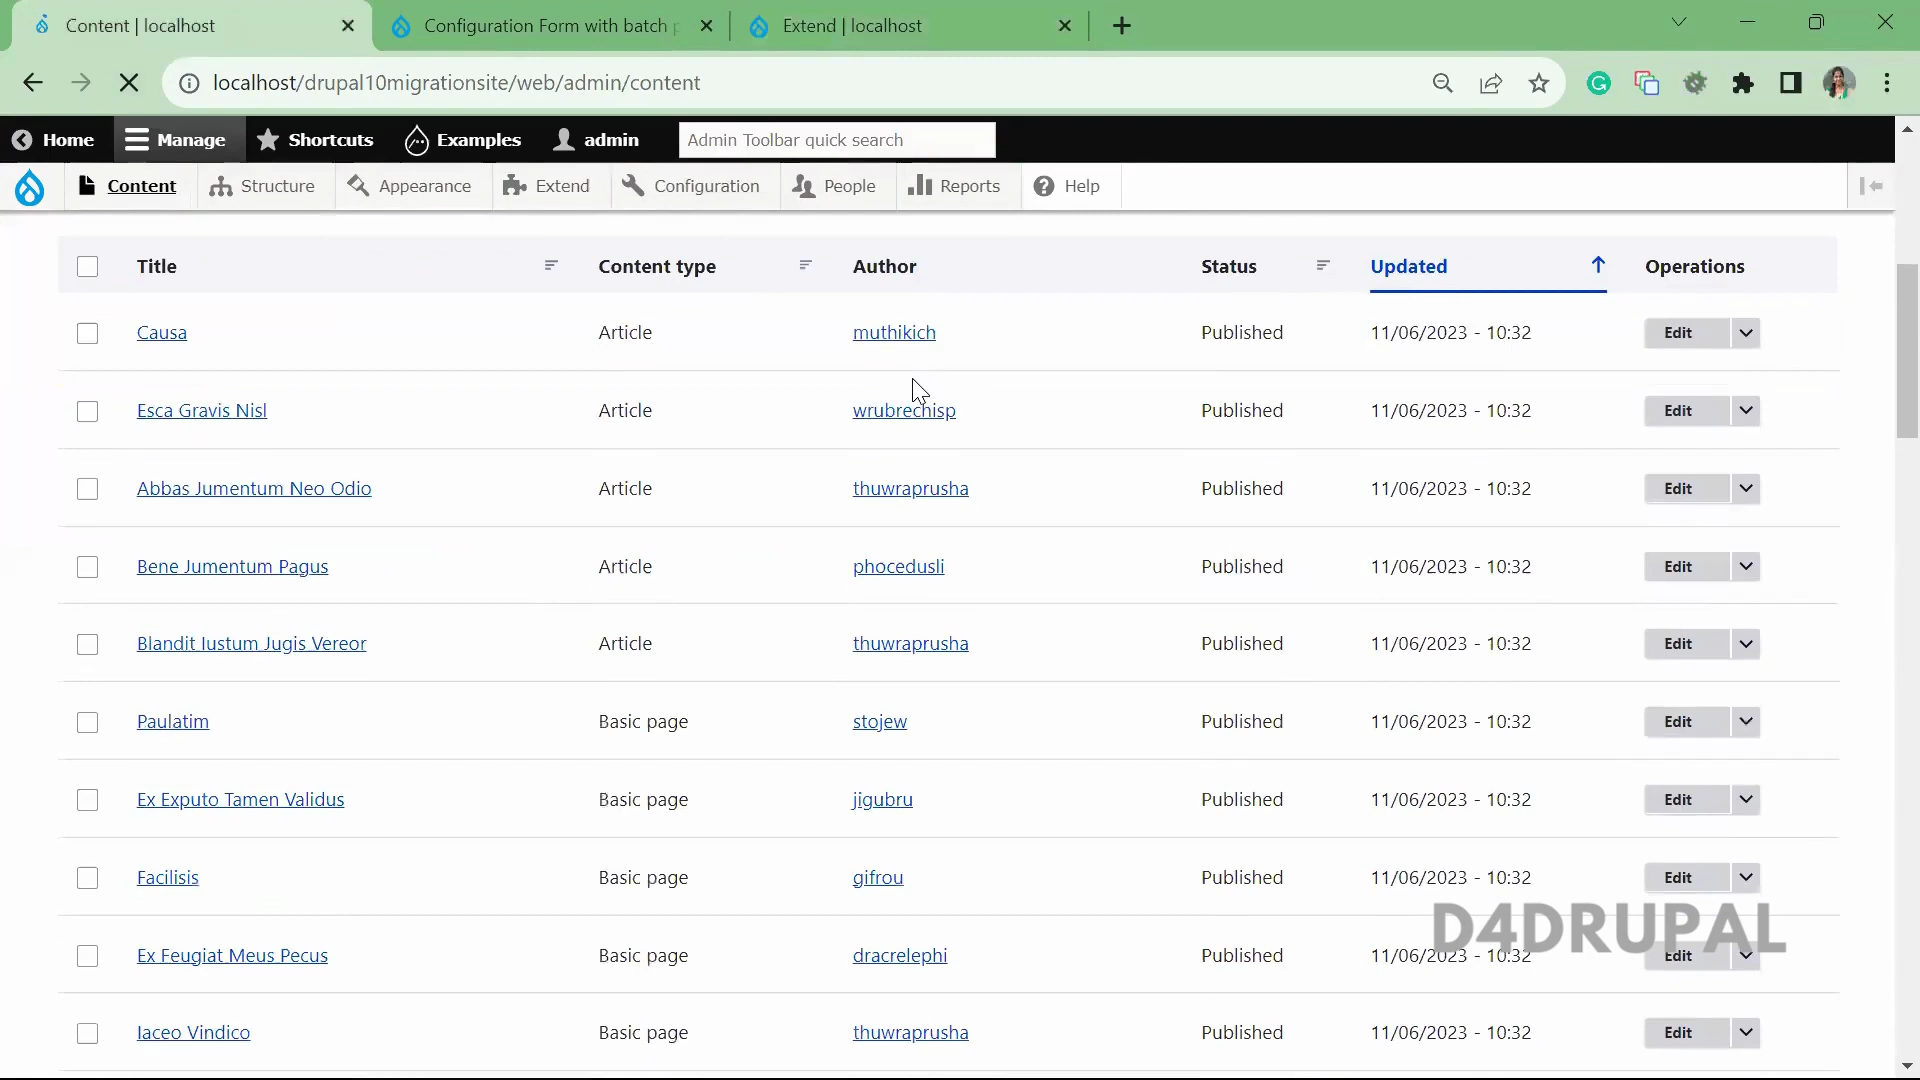 Content | localhost
Configuration Form with batch p
Extend | localhost
localhost/drupal10migrationsite/web/admin/content
Home Manage Shortcuts Examples admin Admin Toolbar quick search
Content Structure Appearance Extend Configuration People Reports Help
Title Content type Author Status Updated Operations
Causa Article muthikich Published 11/06/2023 - 10:32 Edit
Esca Gravis Nisl Article wrubrechisp Published 11/06/2023 - 10:32 Edit
Abbas Jumentum Neo Odio Article thuwraprusha Published 11/06/2023 - 10:32 Edit
Bene Jumentum Pagus Article phocedusli Published 11/06/2023 - 10:32 Edit
Blandit Iustum Jugis Vereor Article thuwraprusha Published 11/06/2023 - 10:32 Edit
Paulatim Basic page stojew Published 11/06/2023 - 10:32 Edit
Ex Exputo Tamen Validus Basic page jigubru Published 11/06/2023 - 10:32 Edit
Facilisis Basic page gifrou Published 11/06/2023 - 10:32 Edit
D4DRUPAL
Ex Feugiat Meus Pecus Basic page dracrelephi Published 11/06/2023 - 10:32 Edit
Iaceo Vindico Basic page thuwraprusha Published 11/06/2023 - 10:32 Edit